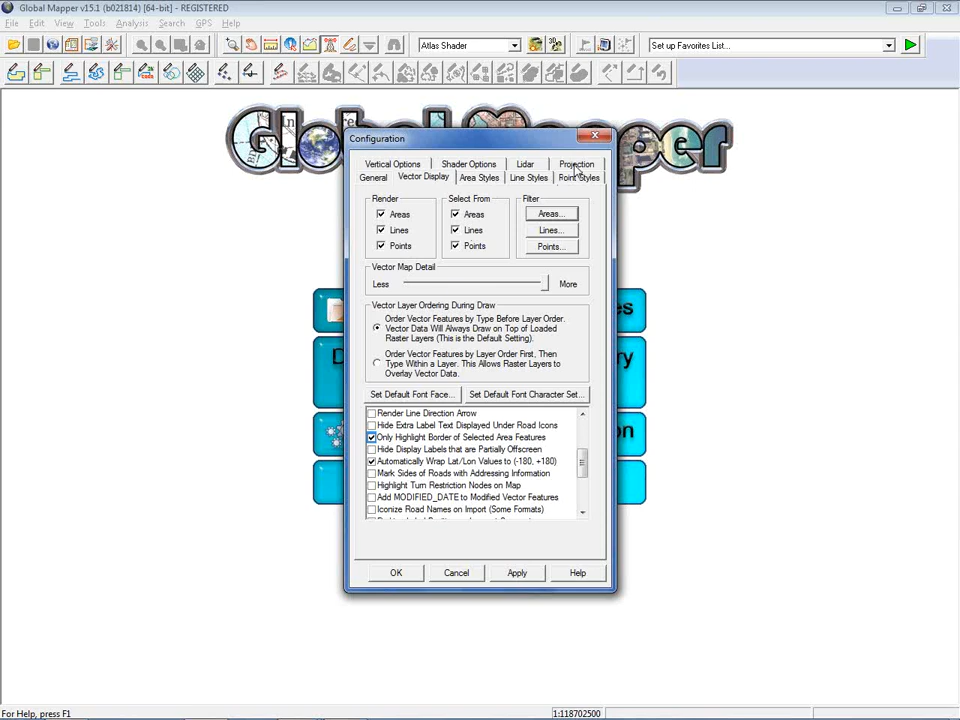 Global Mapper v15.1 (b021814) [64-bit] - REGISTERED
File Edit View Tools Analysis Search GPS Help
Atlas Shader
Set up Favorites List...
Global Mapper
Configuration
Vertical Options Shader Options Lidar Projection
General Vector Display Area Styles Line Styles Point Styles
Render Select From Filter
Areas Areas Areas...
Lines Lines Lines...
Points Points Points...
Vector Map Detail
Less More
Vector Layer Ordering During Draw
Order Vector Features by Type Before Layer Order.
Vector Data Will Always Draw on Top of Loaded
Raster Layers (This is the Default Setting).
Order Vector Features by Layer Order First, Then
Type Within a Layer. This Allows Raster Layers to
Overlay Vector Data.
Set Default Font Face... Set Default Font Character Set...
Render Line Direction Arrow
Hide Extra Label Text Displayed Under Road Icons
Only Highlight Border of Selected Area Features
Hide Display Labels that are Partially Offscreen
Automatically Wrap Lat/Lon Values to (-180, +180)
Mark Sides of Roads with Addressing Information
Highlight Turn Restriction Nodes on Map
Add MODIFIED_DATE to Modified Vector Features
Iconize Road Names on Import (Some Formats)
OK Cancel Apply Help
For Help, press F1
1:118702500